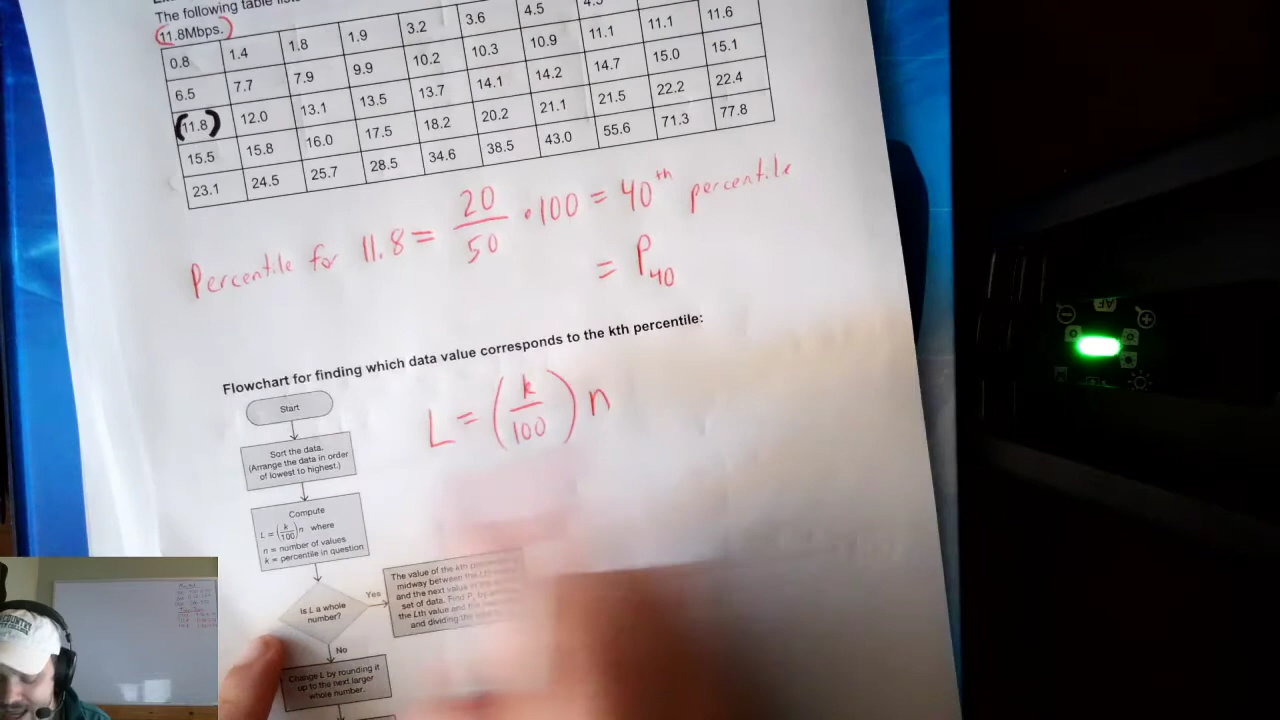 The following table
11.8Mbps.
0.8 1.4 1.8 1.9 3.2 3.6 4.5
6.5 7.7 7.9 9.9 10.2 10.3 10.9 11.1 11.1 11.6
11.8 12.0 13.1 13.5 13.7 14.1 14.2 14.7 15.0 15.1
15.5 15.8 16.0 17.5 18.2 20.2 21.1 21.5 22.2 22.4
23.1 24.5 25.7 28.5 34.6 38.5 43.0 55.6 71.3 77.8
Percentile for 11.8 = 20/50 • 100 = 40th percentile
= P40
Flowchart for finding which data value corresponds to the kth percentile:
Start
L = (k/100) n
Sort the data.
(Arrange the data in order
of lowest to highest.)
Compute
L = (k/100) n where
n = number of values
k = percentile in question
Is L a whole
number?
Yes
The value of the kth
midway between the
and the next value in the
set of data. Find P
the Lth value and the
and dividing the
No
Change L by rounding it
up to the next larger
whole number.
AF